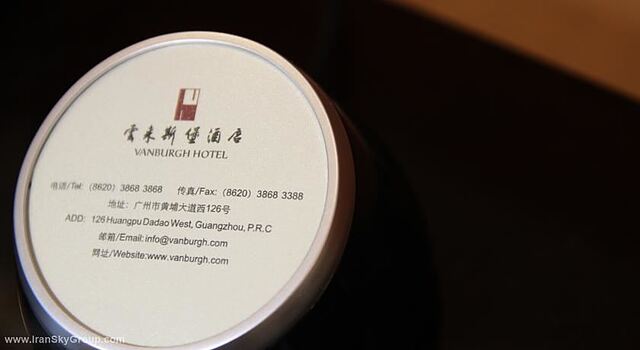 雲来斯堡酒店
VANBURGH HOTEL
电话/Tel: (8620) 3868 3868 传真/Fax: (8620) 3868 3388
地址: 广州市黄埔大道西126号
ADD: 126 Huangpu Dadao West, Guangzhou, P.R.C
邮箱/Email: info@vanburgh.com
网址/Website:www.vanburgh.com
www.IranSkyGroup.com